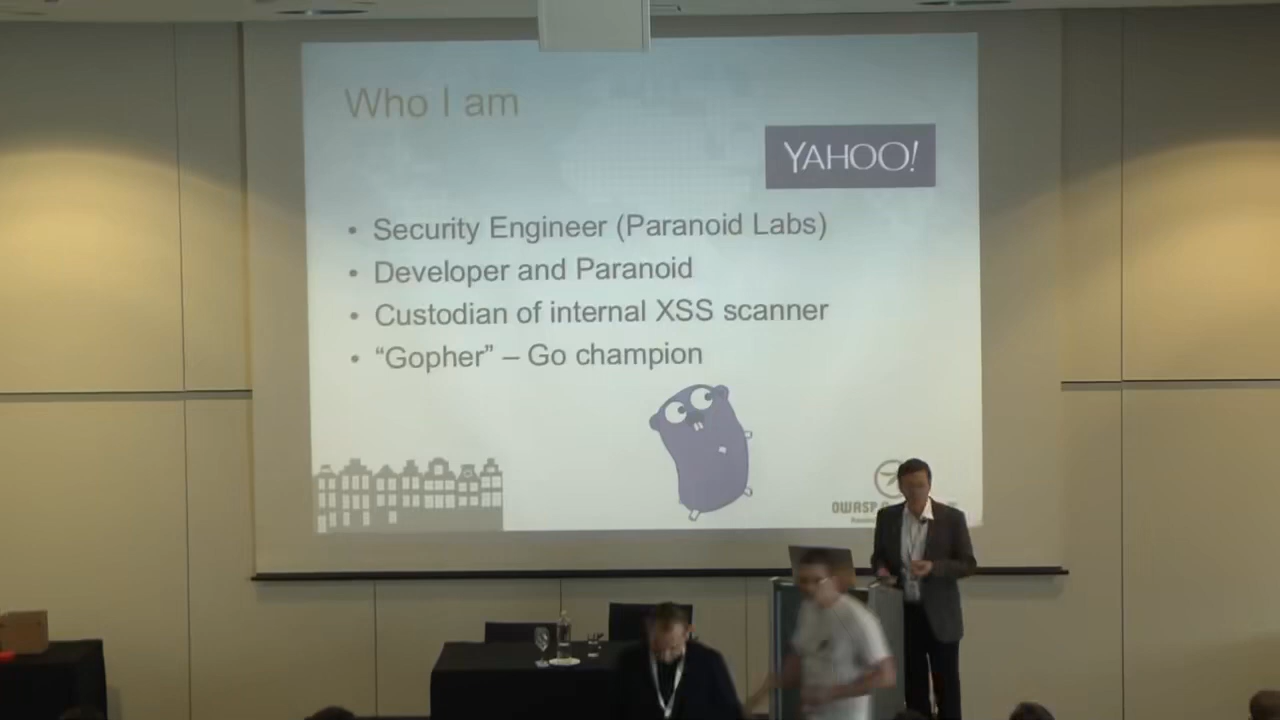 Who I am
YAHOO!
• Security Engineer (Paranoid Labs)
• Developer and Paranoid
• Custodian of internal XSS scanner
• “Gopher” – Go champion
OWASP